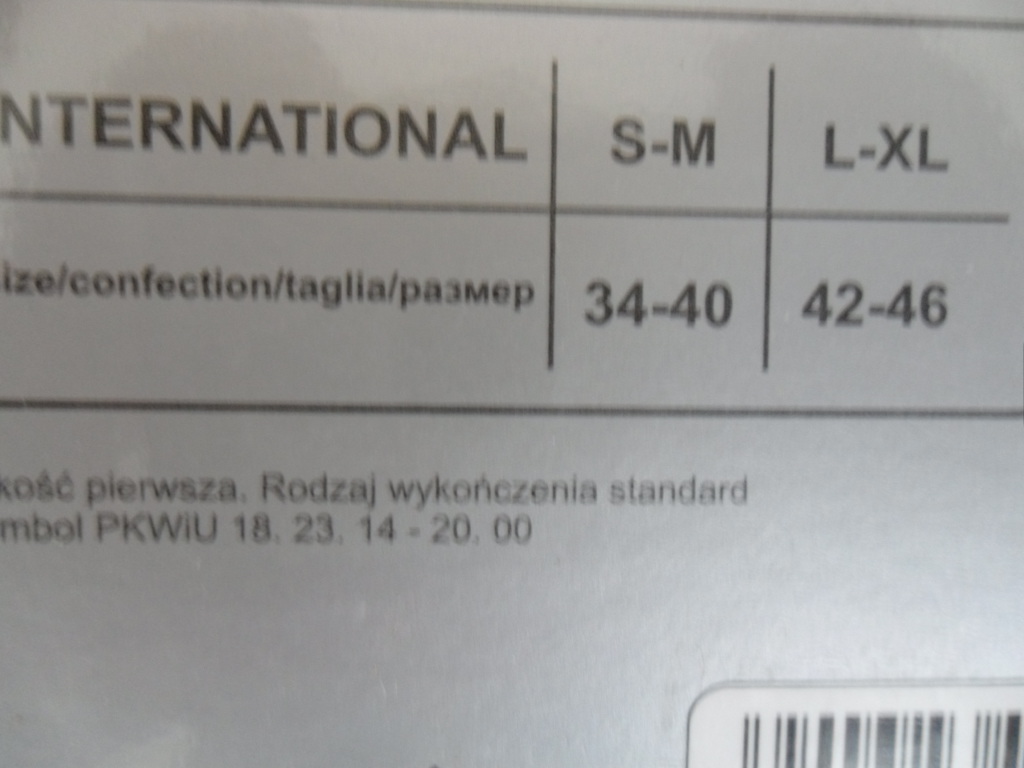 NTERNATIONAL S-M L-XL
ize/confection/taglia/размер 34-40 42-46
kość pierwsza. Rodzaj wykończenia standard
mbol PKWiU 18. 23. 14 - 20. 00